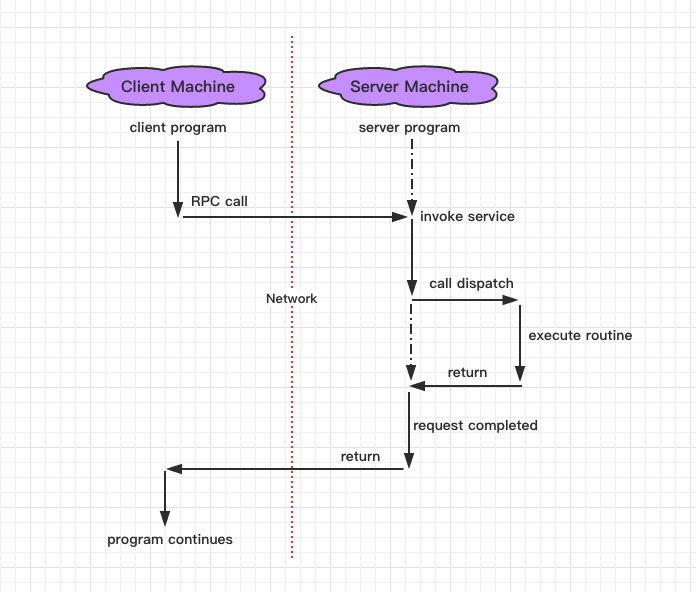 Client Machine
Server Machine
client program
server program
RPC call
invoke service
call dispatch
Network
execute routine
return
request completed
return
program continues